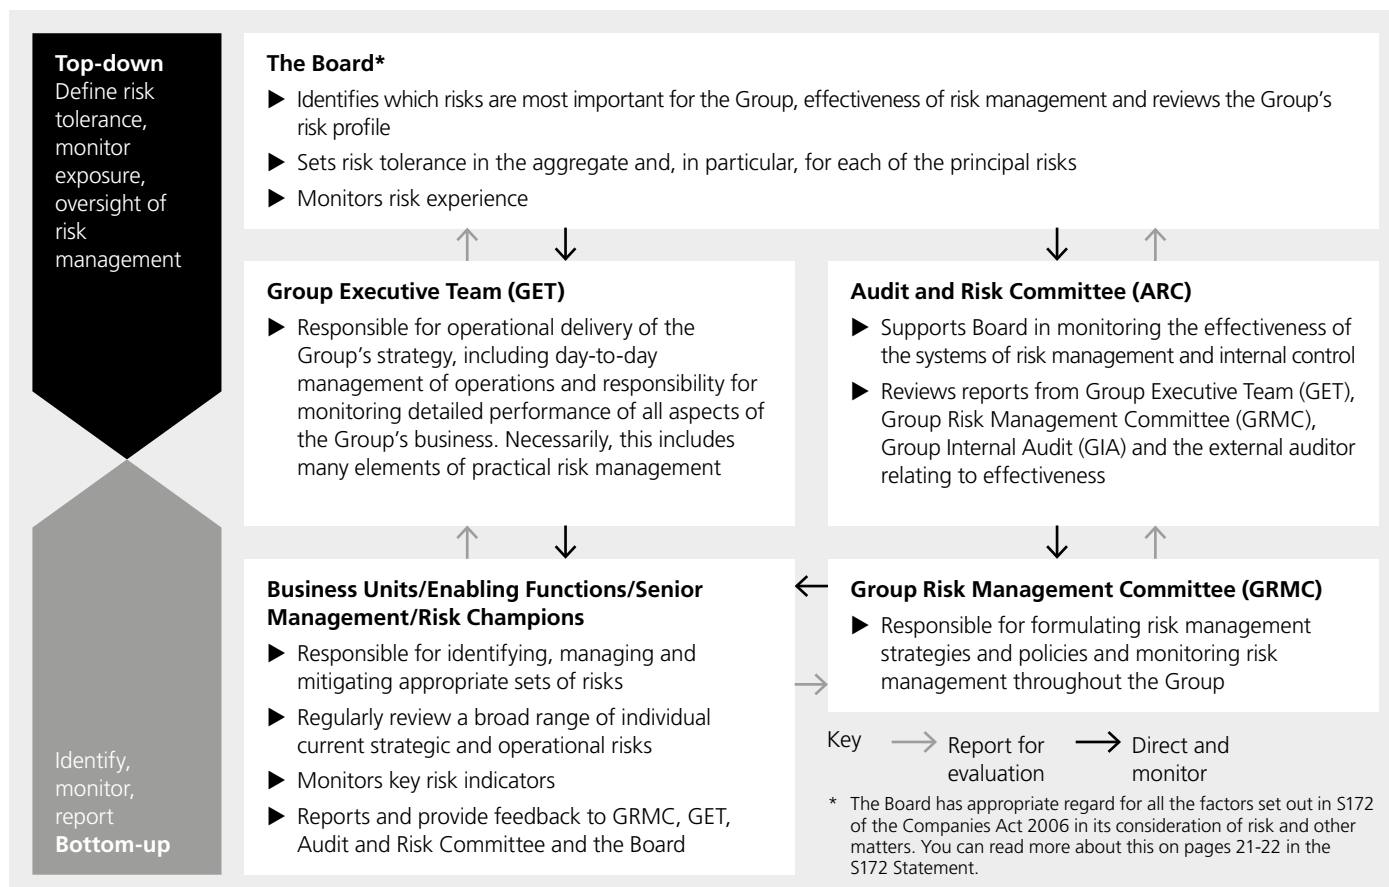 Top-down
Define risk
tolerance,
monitor
exposure,
oversight of
risk
management
The Board*
▶ Identifies which risks are most important for the Group, effectiveness of risk management and reviews the Group’s
risk profile
▶ Sets risk tolerance in the aggregate and, in particular, for each of the principal risks
▶ Monitors risk experience
Group Executive Team (GET)
▶ Responsible for operational delivery of the
Group’s strategy, including day-to-day
management of operations and responsibility for
monitoring detailed performance of all aspects of
the Group’s business. Necessarily, this includes
many elements of practical risk management
Audit and Risk Committee (ARC)
▶ Supports Board in monitoring the effectiveness of
the systems of risk management and internal control
▶ Reviews reports from Group Executive Team (GET),
Group Risk Management Committee (GRMC),
Group Internal Audit (GIA) and the external auditor
relating to effectiveness
Identify,
monitor,
report
Bottom-up
Business Units/Enabling Functions/Senior
Management/Risk Champions
▶ Responsible for identifying, managing and
mitigating appropriate sets of risks
▶ Regularly review a broad range of individual
current strategic and operational risks
▶ Monitors key risk indicators
▶ Reports and provide feedback to GRMC, GET,
Audit and Risk Committee and the Board
Group Risk Management Committee (GRMC)
▶ Responsible for formulating risk management
strategies and policies and monitoring risk
management throughout the Group
Key
Report for
evaluation
Direct and
monitor
* The Board has appropriate regard for all the factors set out in S172
of the Companies Act 2006 in its consideration of risk and other
matters. You can read more about this on pages 21-22 in the
S172 Statement.